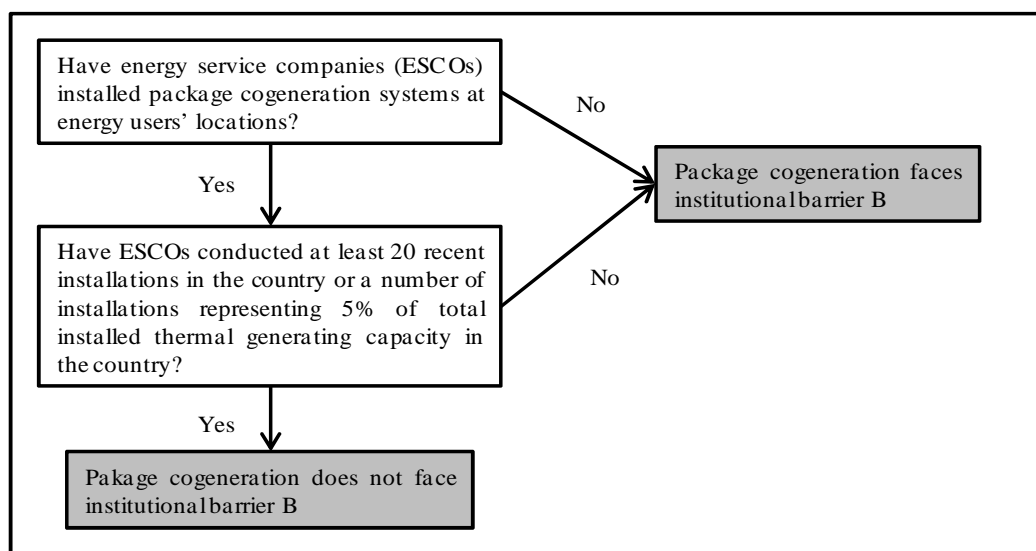 Have energy service companies (ESCOs)
installed package cogeneration systems at
energy users’ locations?
No
Package cogeneration faces
institutional barrier B
Yes
Have ESCOs conducted at least 20 recent
installations in the country or a number of
installations representing 5% of total
installed thermal generating capacity in
the country?
No
Yes
Pakage cogeneration does not face
institutional barrier B